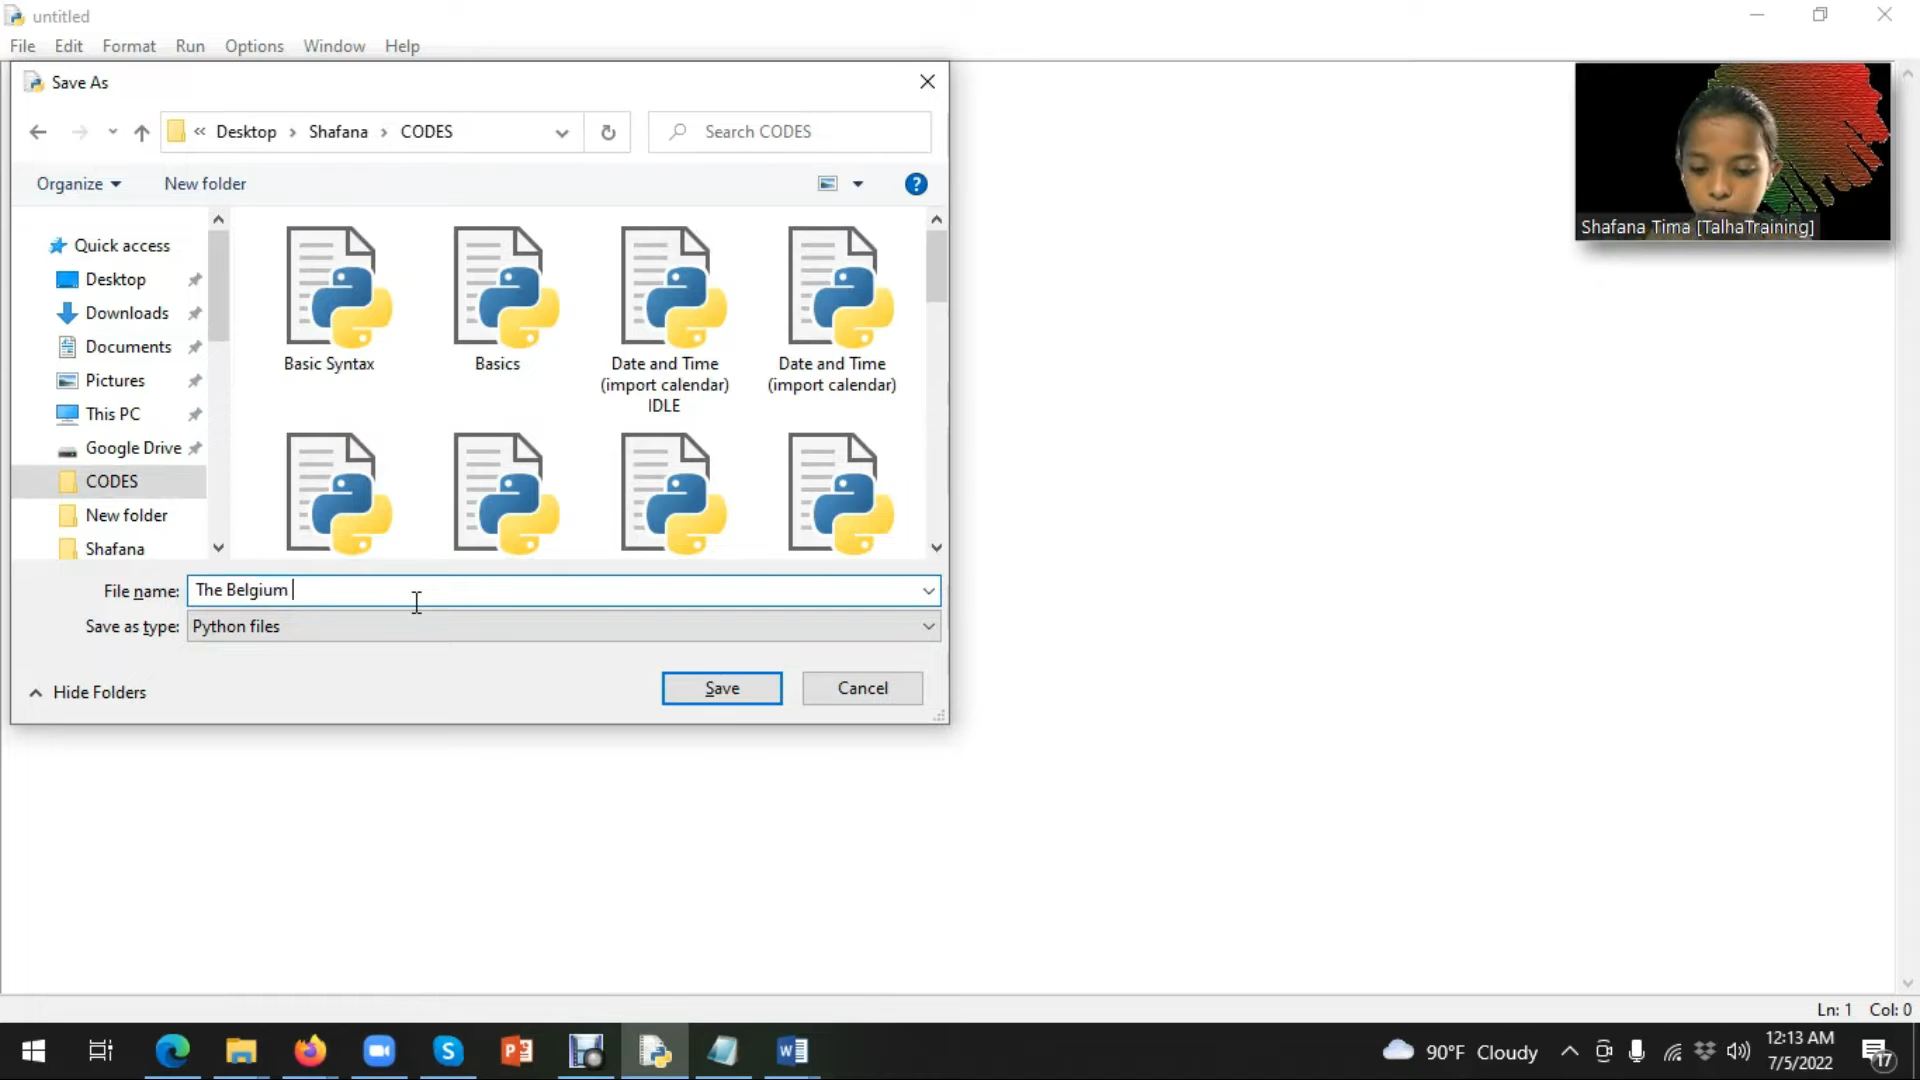 untitled
File Edit Format Run Options Window Help
Save As
« Desktop › Shafana › CODES
Search CODES
Organize New folder
Quick access
Desktop
Downloads
Documents
Pictures
This PC
Google Drive
CODES
New folder
Shafana
Basic Syntax
Basics
Date and Time
(import calendar)
IDLE
Date and Time
(import calendar)
File name: The Belgium
Save as type: Python files
Hide Folders
Save Cancel
Shafana Tima [TalhaTraining]
Ln: 1 Col: 0
90°F Cloudy
12:13 AM
7/5/2022
17